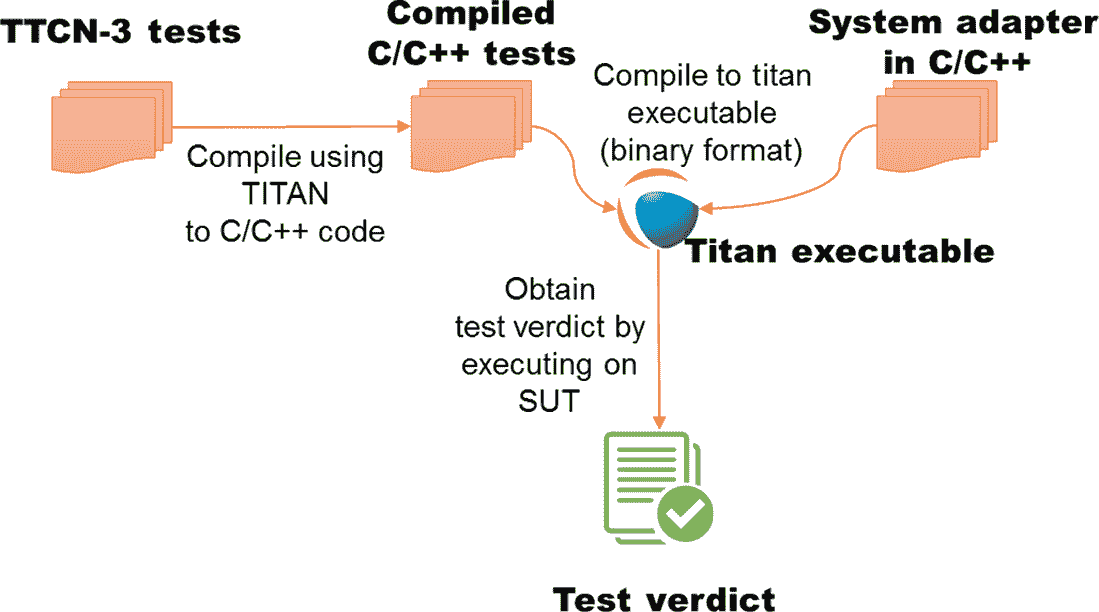 TTCN-3 tests
Compiled
C/C++ tests
System adapter
in C/C++
Compile using
TITAN
to C/C++ code
Compile to titan
executable
(binary format)
Titan executable
Obtain
test verdict by
executing on
SUT
Test verdict